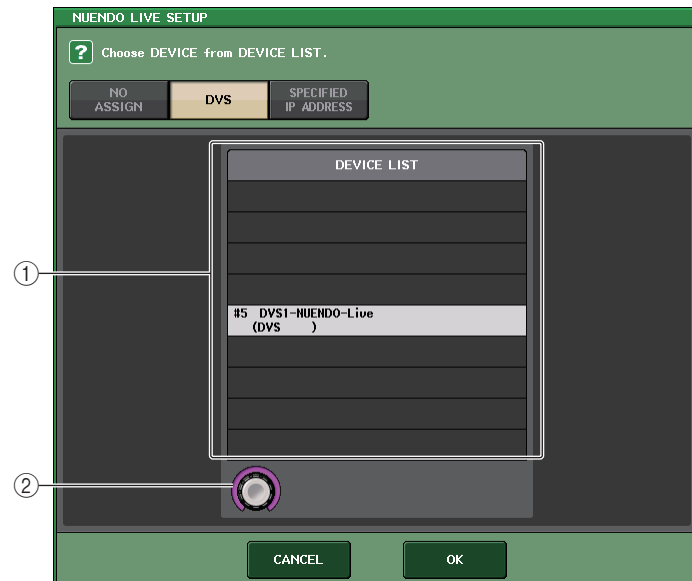 NUENDO LIVE SETUP
? Choose DEVICE from DEVICE LIST.
NO
ASSIGN
DVS
SPECIFIED
IP ADDRESS
DEVICE LIST
①
#5 DVS1-NUENDO-Live
(DVS )
②
CANCEL
OK